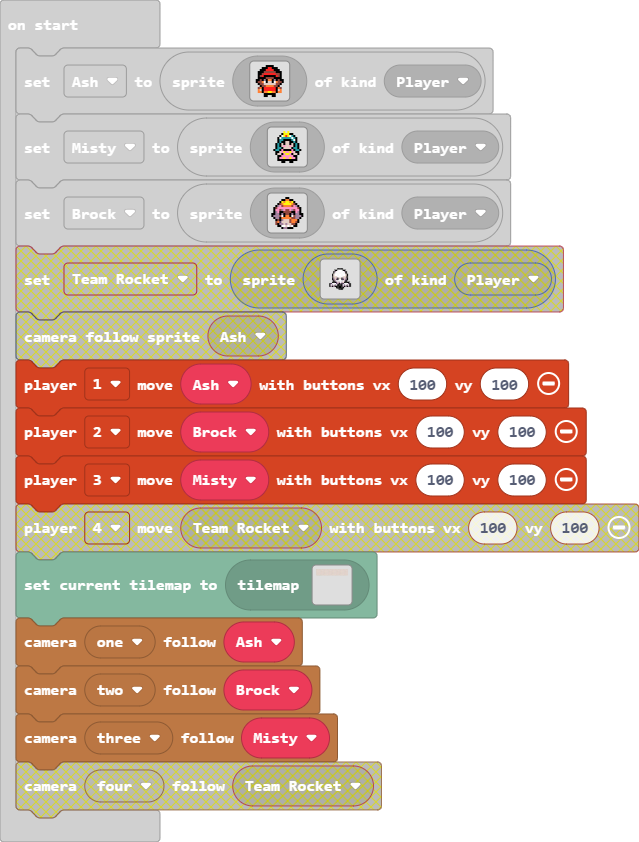 on start
set Ash to sprite of kind Player
set Misty to sprite of kind Player
set Brock to sprite of kind Player
set Team Rocket to sprite of kind Player
camera follow sprite Ash
player 1 move Ash with buttons vx 100 vy 100
player 2 move Brock with buttons vx 100 vy 100
player 3 move Misty with buttons vx 100 vy 100
player 4 move Team Rocket with buttons vx 100 vy 100
set current tilemap to tilemap
camera one follow Ash
camera two follow Brock
camera three follow Misty
camera four follow Team Rocket